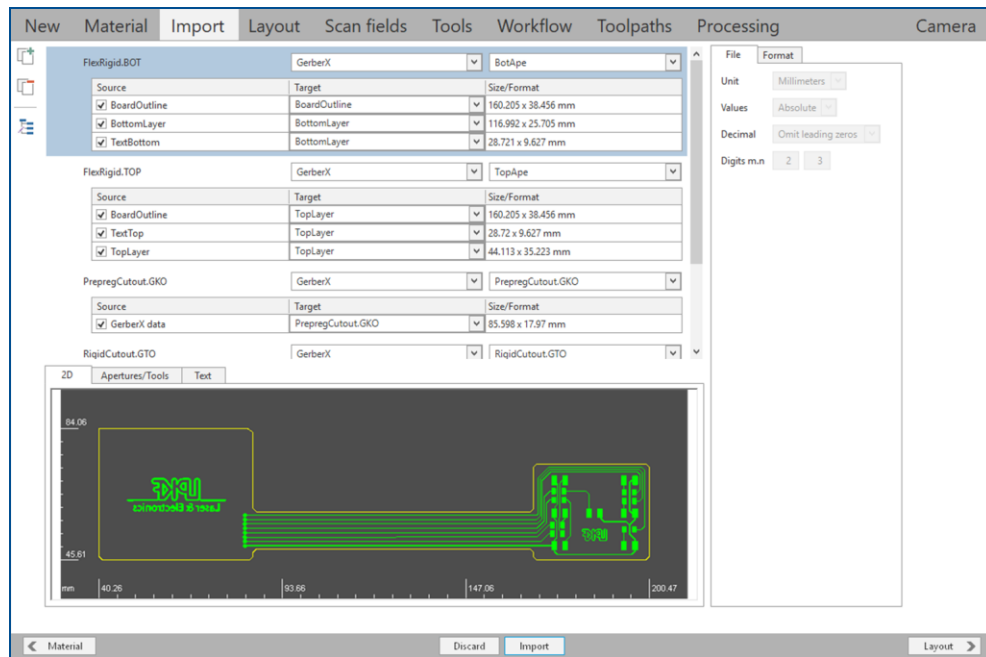 New Material Import Layout Scan fields Tools Workflow Toolpaths Processing Camera
FlexRigid.BOT GerberX BotApe
Source Target Size/Format
BoardOutline BoardOutline 160.205 x 38.456 mm
BottomLayer BottomLayer 116.992 x 25.705 mm
TextBottom BottomLayer 28.721 x 9.627 mm
FlexRigid.TOP GerberX TopApe
Source Target Size/Format
BoardOutline TopLayer 160.205 x 38.456 mm
TextTop TopLayer 28.72 x 9.627 mm
TopLayer TopLayer 44.113 x 35.223 mm
PrepregCutout.GKO GerberX PrepregCutout.GKO
Source Target Size/Format
GerberX data PrepregCutout.GKO 85.598 x 17.97 mm
RigidCutout.GTO GerberX RigidCutout.GTO
File Format
Unit Millimeters
Values Absolute
Decimal Omit leading zeros
Digits m.n 2 3
2D Apertures/Tools Text
84.06
LPKF
Laser & Electronics
LPKF
45.61
mm 40.26 93.66 147.06 200.47
Material Discard Import Layout